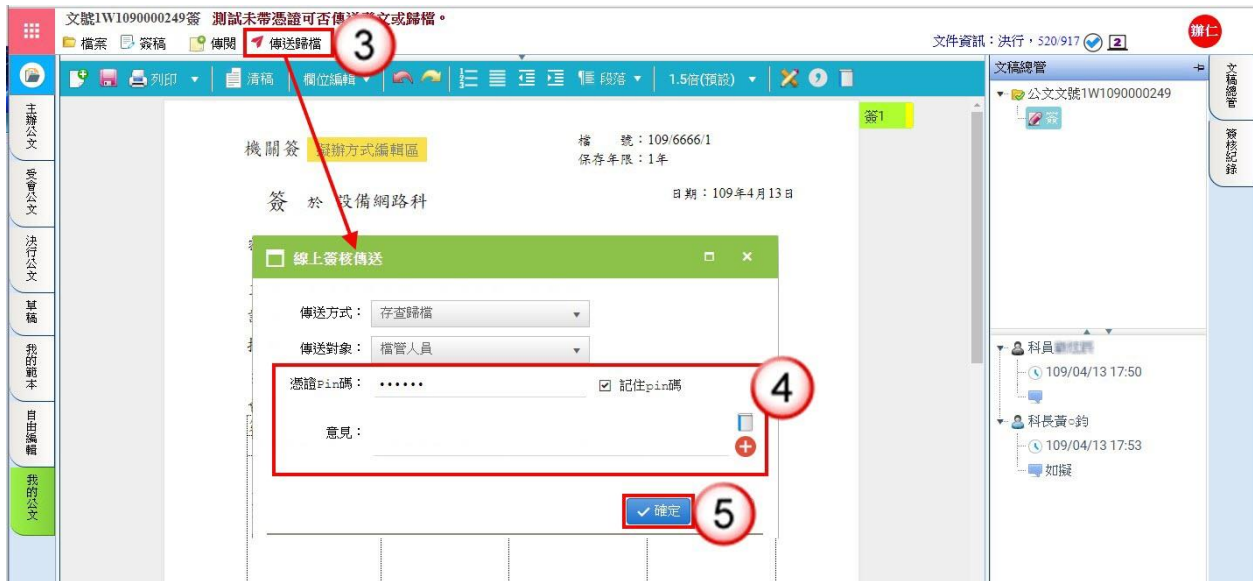 文號1W1090000249簽 測試未帶憑證可否傳送發文或歸檔。
檔案 簽稿 傳閱 傳送歸檔
3
文件資訊：決行，520/917 2
辦仁
列印 清稿 欄位編輯 段落 1.5倍(預設)
主辦公文
受會公文
決行公文
草稿
我的範本
自由編輯
我的公文
簽1
機關簽 擬辦方式編輯區
檔 號：109/6666/1
保存年限：1年
簽 於 設備網路科
日期：109年4月13日
線上簽核傳送
傳送方式： 存查歸檔
傳送對象： 檔管人員
憑證Pin碼： •••••• 記住pin碼
意見：
4
確定
5
文稿總管
公文文號1W1090000249
簽
科員
109/04/13 17:50
科長黃○鈞
109/04/13 17:53
如擬
文稿總管
簽核紀錄